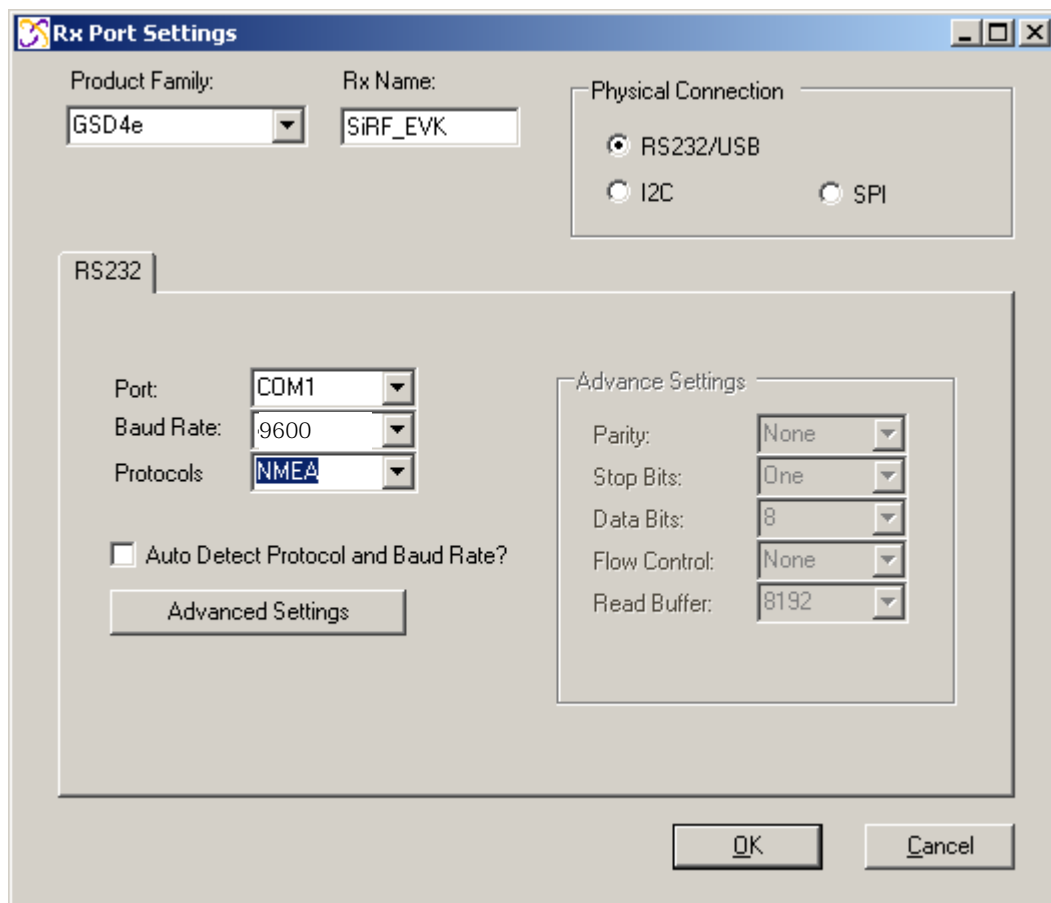 Rx Port Settings
Product Family:
GSD4e
Rx Name:
SiRF_EVK
Physical Connection
RS232/USB
I2C
SPI
RS232
Port:
COM1
Baud Rate:
9600
Protocols
NMEA
Auto Detect Protocol and Baud Rate?
Advanced Settings
Advance Settings
Parity:
None
Stop Bits:
One
Data Bits:
8
Flow Control:
None
Read Buffer:
8192
OK
Cancel